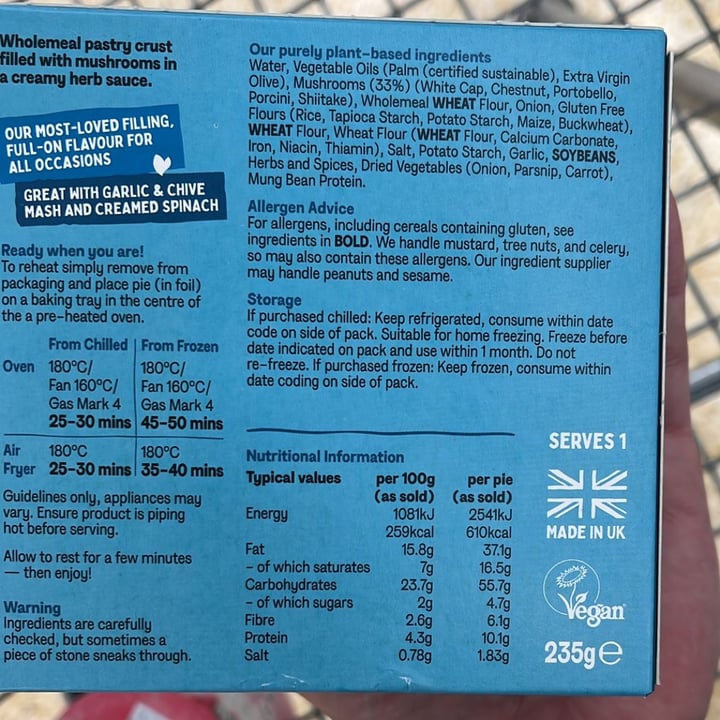 Wholemeal pastry crust
filled with mushrooms in
a creamy herb sauce.
OUR MOST-LOVED FILLING,
FULL-ON FLAVOUR FOR
ALL OCCASIONS
GREAT WITH GARLIC & CHIVE
MASH AND CREAMED SPINACH
Ready when you are!
To reheat simply remove from
packaging and place pie (in foil)
on a baking tray in the centre of
the a pre-heated oven.
From Chilled From Frozen
Oven 180°C/ 180°C/
Fan 160°C/ Fan 160°C/
Gas Mark 4 Gas Mark 4
25-30 mins 45-50 mins
Air 180°C 180°C
Fryer 25-30 mins 35-40 mins
Guidelines only, appliances may
vary. Ensure product is piping
hot before serving.
Allow to rest for a few minutes
— then enjoy!
Warning
Ingredients are carefully
checked, but sometimes a
piece of stone sneaks through.
Our purely plant-based ingredients
Water, Vegetable Oils (Palm (certified sustainable), Extra Virgin
Olive), Mushrooms (33%) (White Cap, Chestnut, Portobello,
Porcini, Shiitake), Wholemeal WHEAT Flour, Onion, Gluten Free
Flours (Rice, Tapioca Starch, Potato Starch, Maize, Buckwheat),
WHEAT Flour, Wheat Flour (WHEAT Flour, Calcium Carbonate,
Iron, Niacin, Thiamin), Salt, Potato Starch, Garlic, SOYBEANS,
Herbs and Spices, Dried Vegetables (Onion, Parsnip, Carrot),
Mung Bean Protein.
Allergen Advice
For allergens, including cereals containing gluten, see
ingredients in BOLD. We handle mustard, tree nuts, and celery,
so may also contain these allergens. Our ingredient supplier
may handle peanuts and sesame.
Storage
If purchased chilled: Keep refrigerated, consume within date
code on side of pack. Suitable for home freezing. Freeze before
date indicated on pack and use within 1 month. Do not
re-freeze. If purchased frozen: Keep frozen, consume within
date coding on side of pack.
Nutritional Information
Typical values per 100g per pie
(as sold) (as sold)
Energy 1081kJ 2541kJ
259kcal 610kcal
Fat 15.8g 37.1g
- of which saturates 7g 16.5g
Carbohydrates 23.7g 55.7g
- of which sugars 2g 4.7g
Fibre 2.6g 6.1g
Protein 4.3g 10.1g
Salt 0.78g 1.83g
SERVES 1
MADE IN UK
Vegan
235g e